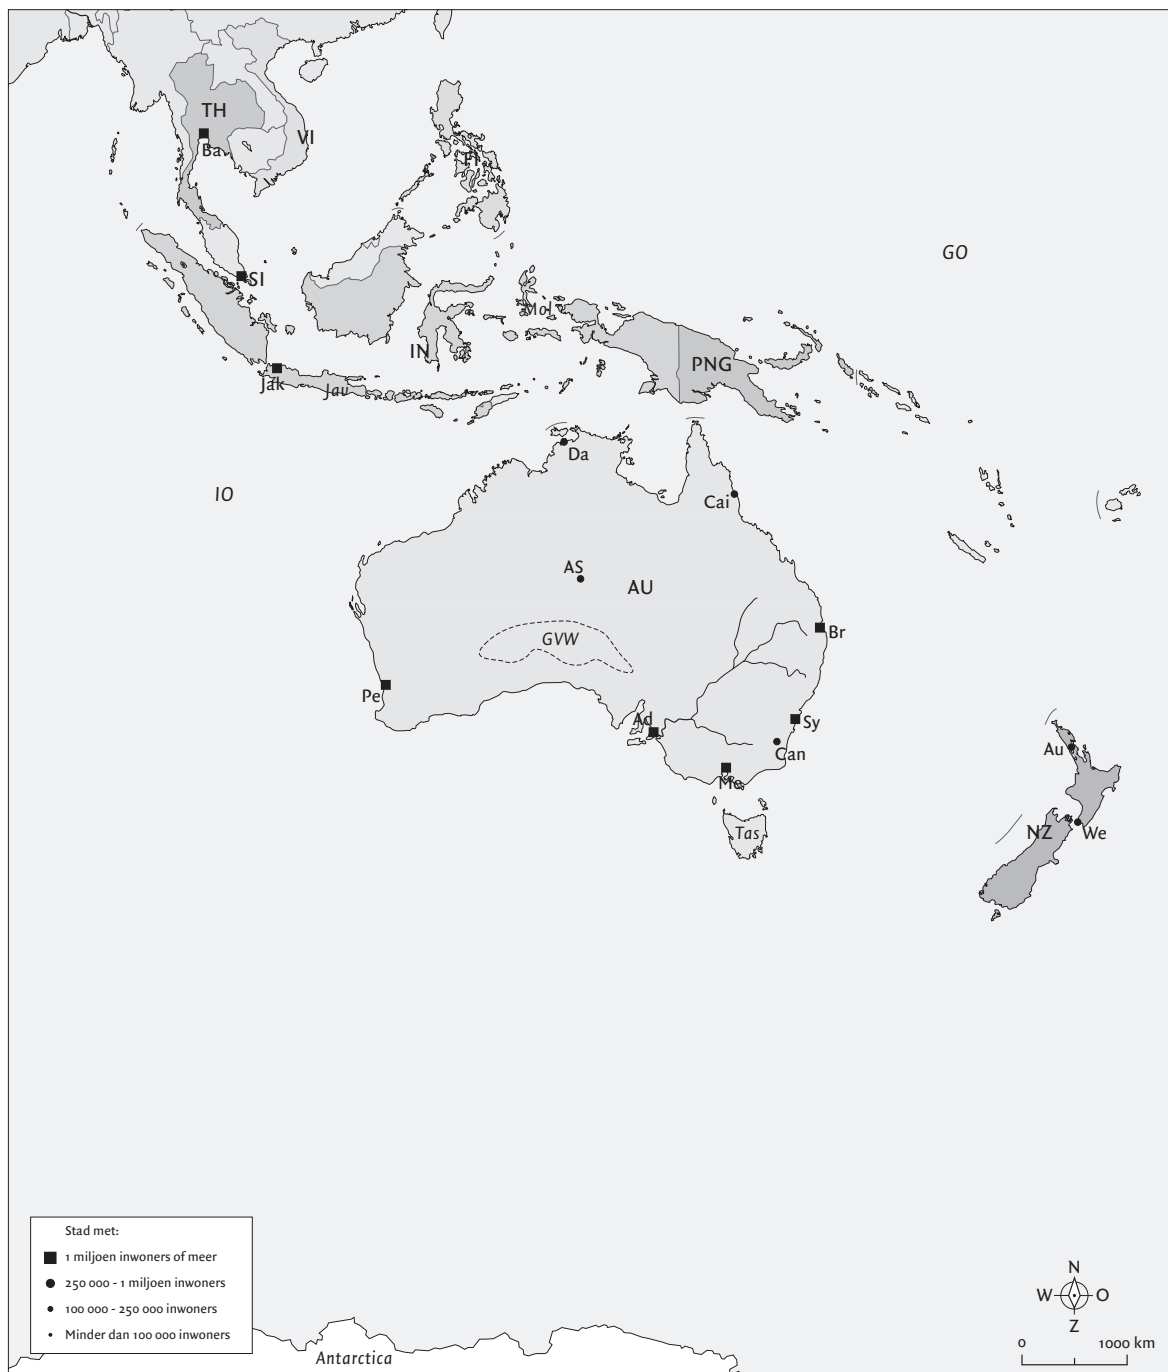 TH
VI
Ba
FI
GO
SI
Mol
IN
PNG
Jak
Jav
Da
IO
Cai
AS
AU
GVW
Br
Pe
Ad
Sy
Can
Au
Me
Tas
NZ
We
Stad met:
1 miljoen inwoners of meer
250 000 - 1 miljoen inwoners
100 000 - 250 000 inwoners
Minder dan 100 000 inwoners
Antarctica
N
W O
Z
0 1000 km